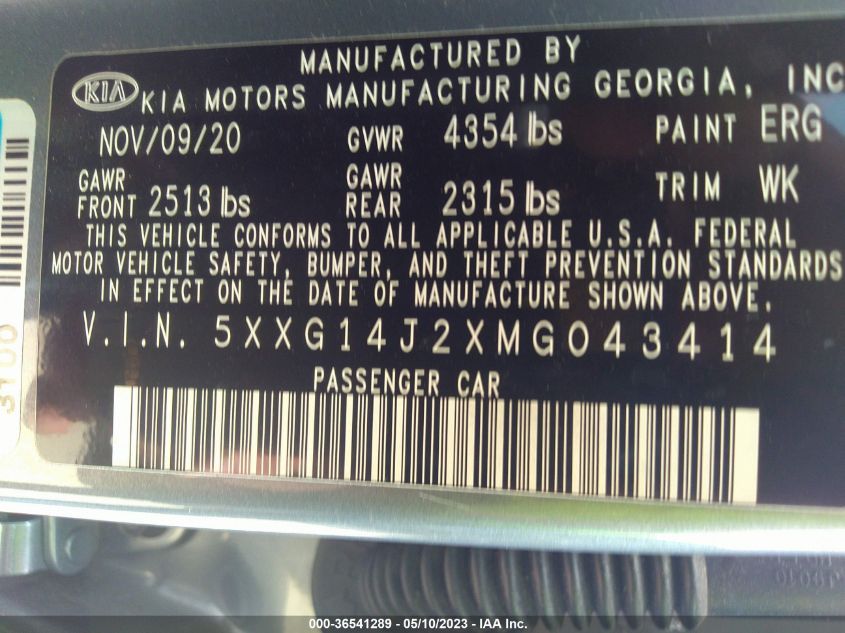 MANUFACTURED BY
KIA KIA MOTORS MANUFACTURING GEORGIA, INC
NOV/09/20 GVWR 4354 lbs PAINT ERG
GAWR FRONT 2513 lbs GAWR REAR 2315 lbs TRIM WK
THIS VEHICLE CONFORMS TO ALL APPLICABLE U.S.A. FEDERAL
MOTOR VEHICLE SAFETY, BUMPER, AND THEFT PREVENTION STANDARDS
IN EFFECT ON THE DATE OF MANUFACTURE SHOWN ABOVE.
V.I.N. 5XXG14J2XMG043414
PASSENGER CAR
000-36541289 — 05/10/2023 — IAA Inc.